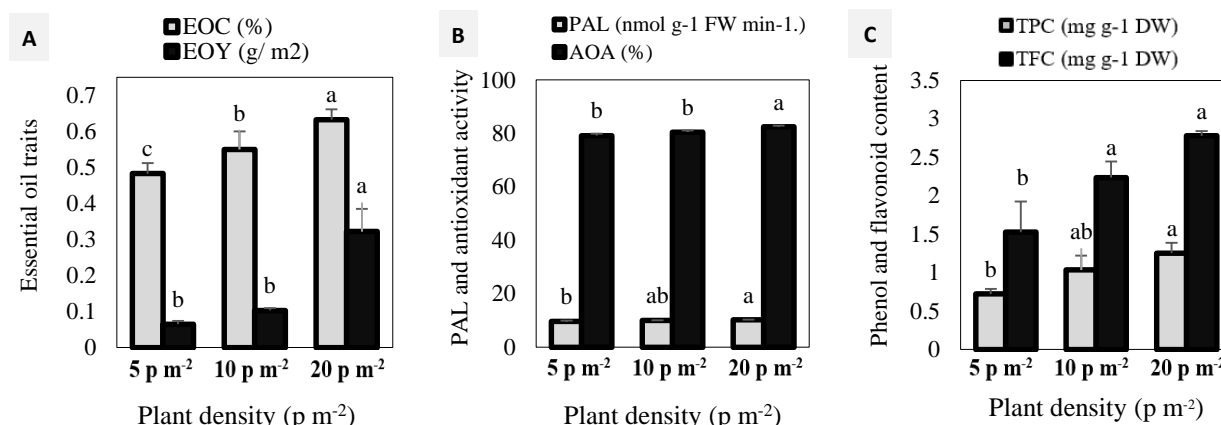 A
EOC (%)
EOY (g/ m2)
Essential oil traits
0.7
0.6
0.5
0.4
0.3
0.2
0.1
0
c
b
b
b
a
a
5 p m-2 10 p m-2 20 p m-2
Plant density (p m-2)
B
PAL (nmol g-1 FW min-1.)
AOA (%)
PAL and antioxidant activity
100
80
60
40
20
0
b
b
ab
b
a
a
5 p m-2 10 p m-2 20 p m-2
Plant density (p m-2)
C
TPC (mg g-1 DW)
TFC (mg g-1 DW)
Phenol and flavonoid content
3.5
3
2.5
2
1.5
1
0.5
0
b
b
ab
a
a
a
5 p m-2 10 p m-2 20 p m-2
Plant density (p m-2)